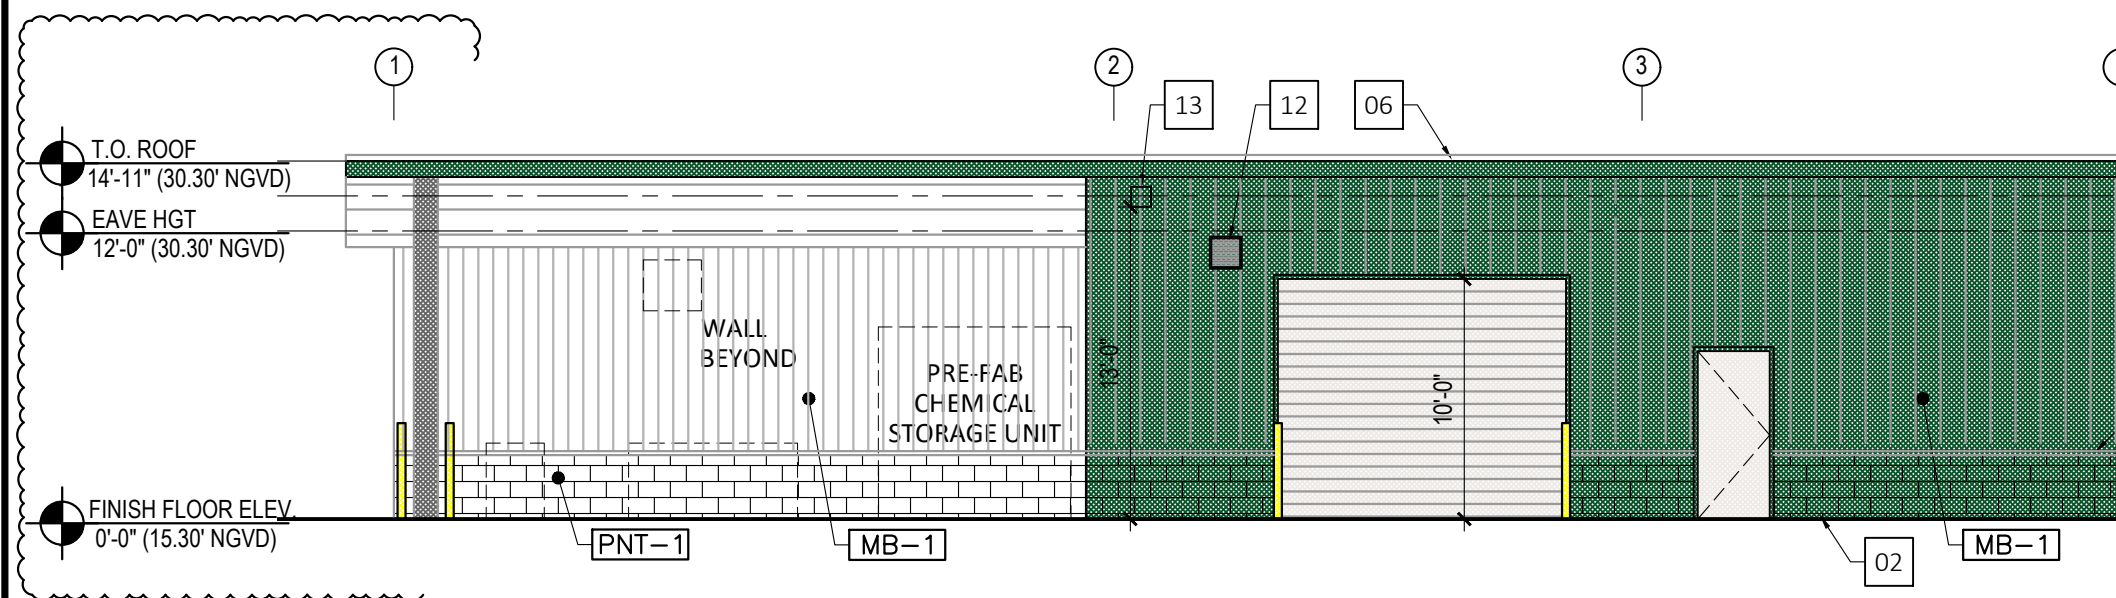 1
2
3
13
12
06
T.O. ROOF
14'-11" (30.30' NGVD)
EAVE HGT
12'-0" (30.30' NGVD)
WALL
BEYOND
PRE-FAB
CHEMICAL
STORAGE UNIT
13'-0"
10'-0"
FINISH FLOOR ELEV.
0'-0" (15.30' NGVD)
PNT-1
MB-1
02
MB-1